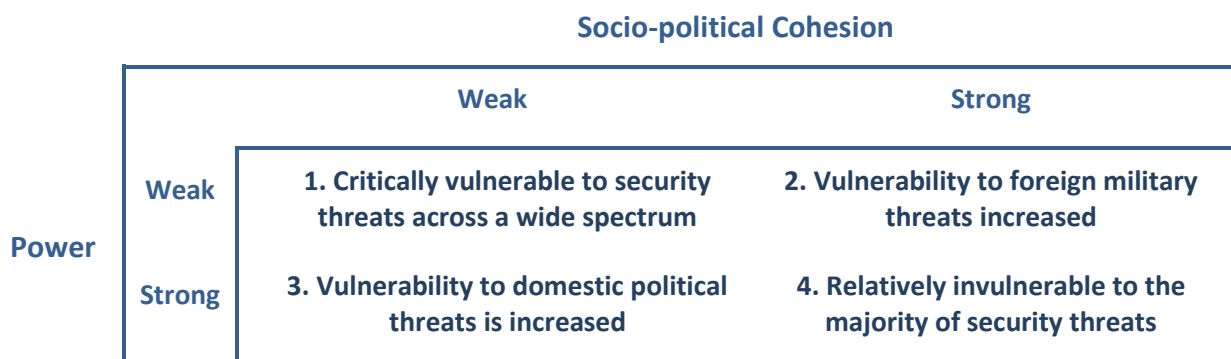 Socio-political Cohesion
Weak
Strong
Power
Weak
1. Critically vulnerable to security
threats across a wide spectrum
2. Vulnerability to foreign military
threats increased
Strong
3. Vulnerability to domestic political
threats is increased
4. Relatively invulnerable to the
majority of security threats